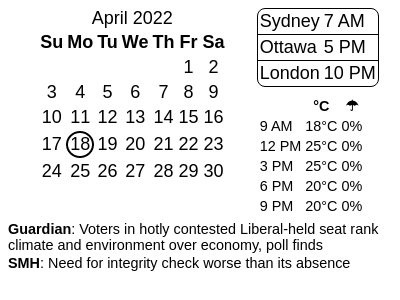 April 2022
Su Mo Tu We Th Fr Sa
1 2
3 4 5 6 7 8 9
10 11 12 13 14 15 16
17 18 19 20 21 22 23
24 25 26 27 28 29 30
Sydney 7 AM
Ottawa 5 PM
London 10 PM
°C ☂
9 AM 18°C 0%
12 PM 25°C 0%
3 PM 25°C 0%
6 PM 20°C 0%
9 PM 20°C 0%
Guardian: Voters in hotly contested Liberal-held seat rank
climate and environment over economy, poll finds
SMH: Need for integrity check worse than its absence